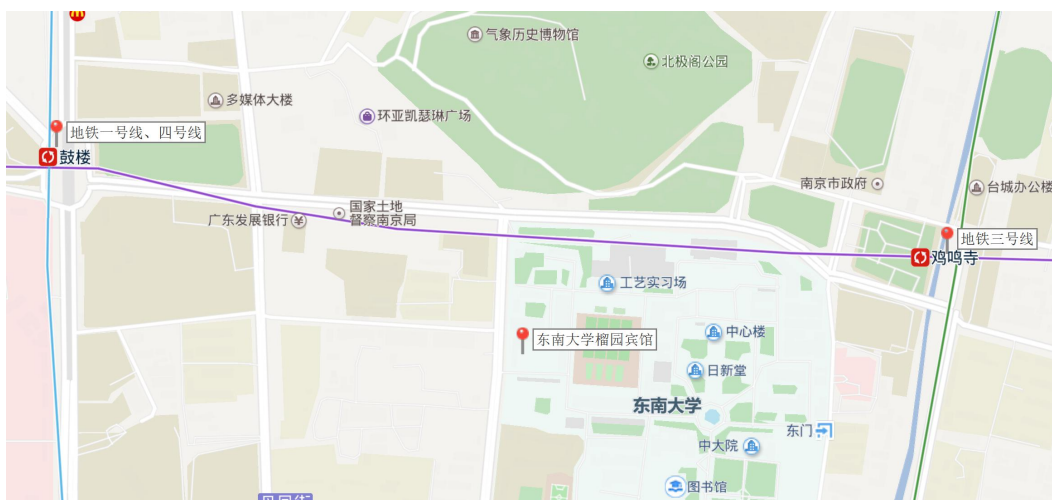 气象历史博物馆
北极阁公园
多媒体大楼
环亚凯瑟琳广场
地铁一号线、四号线
鼓楼
南京市政府
台城办公楼
国家土地
督察南京局
广东发展银行
地铁三号线
鸡鸣寺
工艺实习场
中心楼
东南大学榴园宾馆
日新堂
东南大学
东门
中大院
图书馆